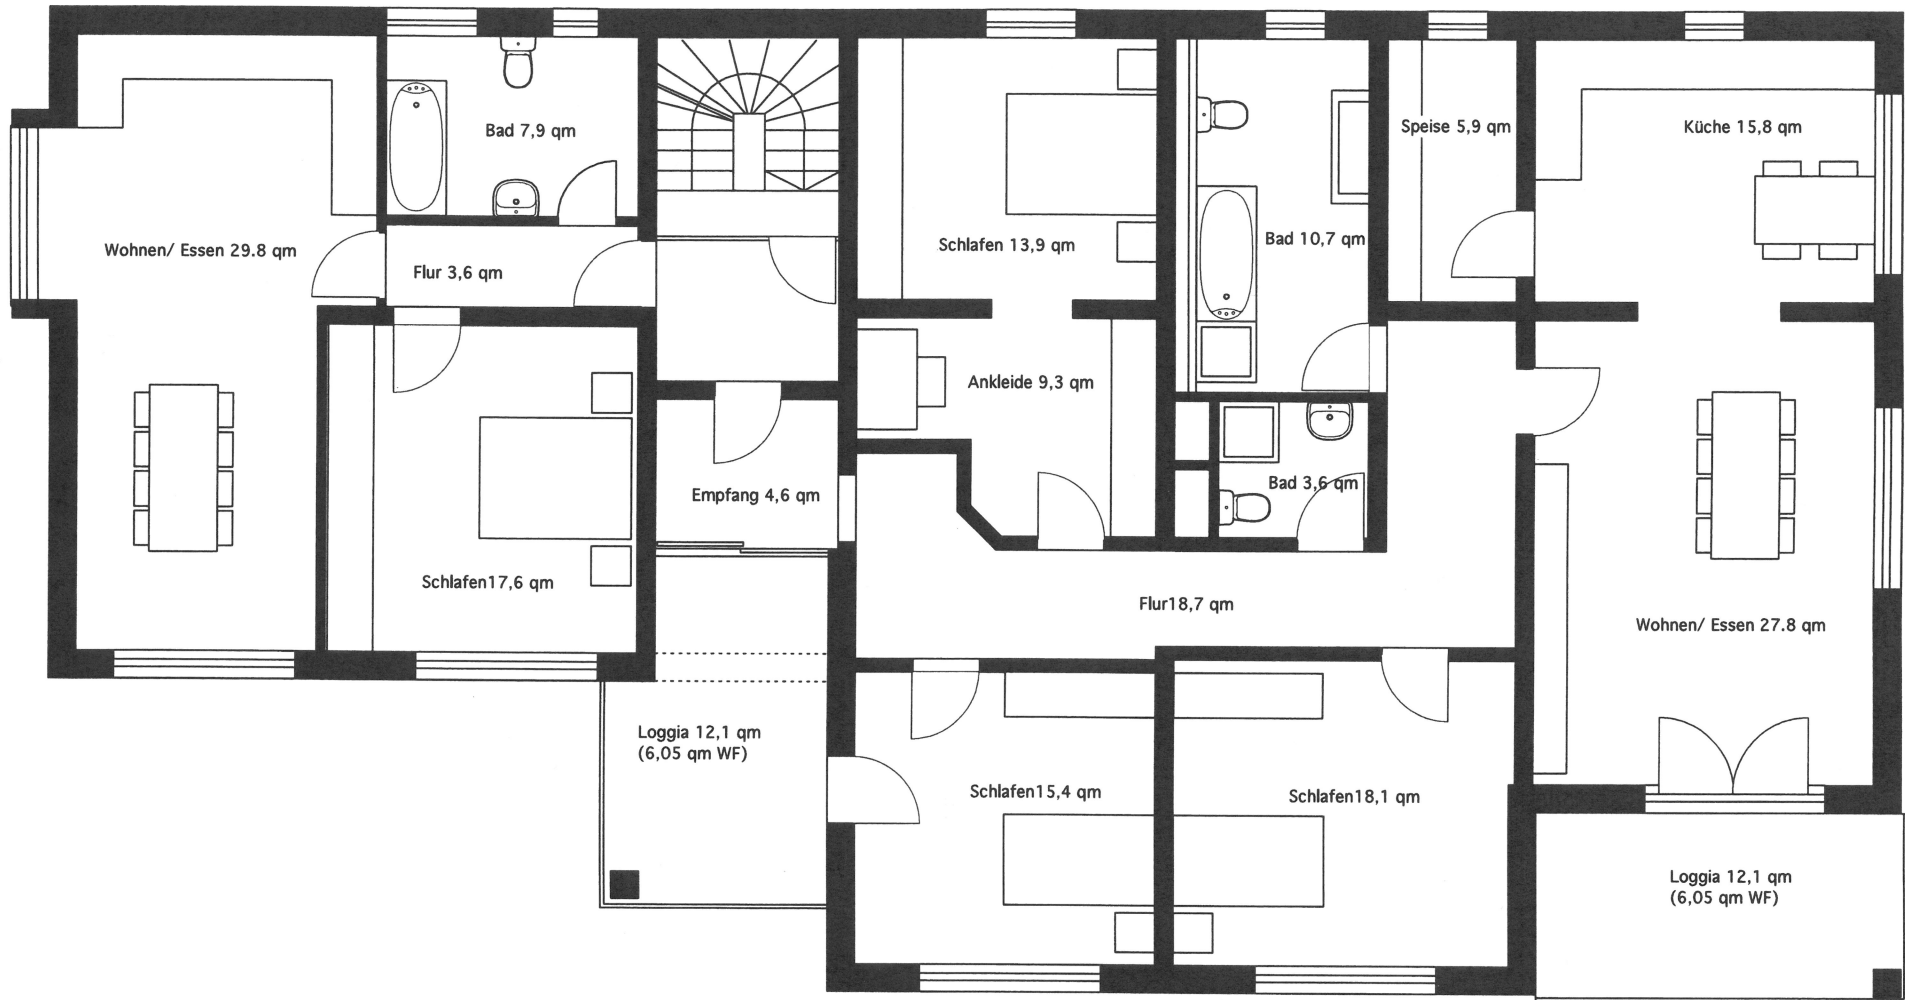 Bad 7,9 qm
Speise 5,9 qm
Küche 15,8 qm
Wohnen/ Essen 29.8 qm
Flur 3,6 qm
Schlafen 13,9 qm
Bad 10,7 qm
Ankleide 9,3 qm
Empfang 4,6 qm
Bad 3,6 qm
Schlafen17,6 qm
Flur18,7 qm
Wohnen/ Essen 27.8 qm
Loggia 12,1 qm
(6,05 qm WF)
Schlafen15,4 qm
Schlafen18,1 qm
Loggia 12,1 qm
(6,05 qm WF)